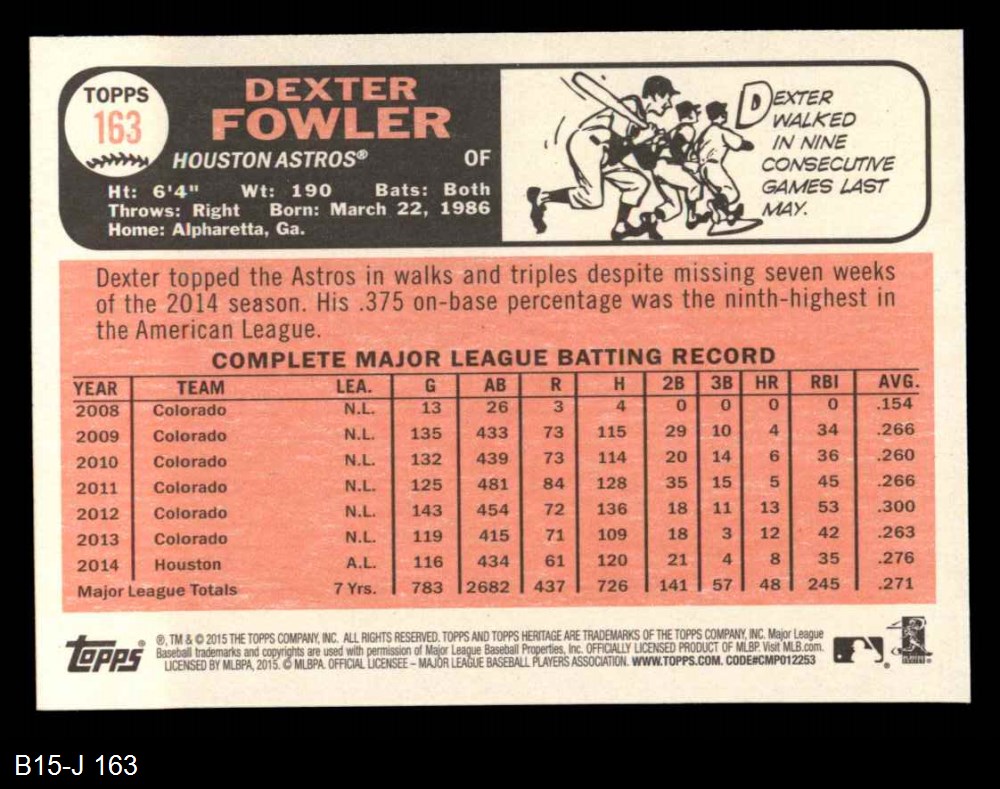 TOPPS
163
DEXTER
FOWLER
HOUSTON ASTROS® OF
Ht: 6'4" Wt: 190 Bats: Both
Throws: Right Born: March 22, 1986
Home: Alpharetta, Ga.
DEXTER
WALKED
IN NINE
CONSECUTIVE
GAMES LAST
MAY.
Dexter topped the Astros in walks and triples despite missing seven weeks
of the 2014 season. His .375 on-base percentage was the ninth-highest in
the American League.
COMPLETE MAJOR LEAGUE BATTING RECORD
YEAR TEAM LEA. G AB R H 2B 3B HR RBI AVG.
2008 Colorado N.L. 13 26 3 4 0 0 0 0 .154
2009 Colorado N.L. 135 433 73 115 29 10 4 34 .266
2010 Colorado N.L. 132 439 73 114 20 14 6 36 .260
2011 Colorado N.L. 125 481 84 128 35 15 5 45 .266
2012 Colorado N.L. 143 454 72 136 18 11 13 53 .300
2013 Colorado N.L. 119 415 71 109 18 3 12 42 .263
2014 Houston A.L. 116 434 61 120 21 4 8 35 .276
Major League Totals 7 Yrs. 783 2682 437 726 141 57 48 245 .271
Topps®
®, TM & © 2015 THE TOPPS COMPANY, INC. ALL RIGHTS RESERVED. TOPPS AND TOPPS HERITAGE ARE TRADEMARKS OF THE TOPPS COMPANY, INC. Major League
Baseball trademarks and copyrights are used with permission of Major League Baseball Properties, Inc. OFFICIALLY LICENSED PRODUCT OF MLBP. Visit MLB.com.
LICENSED BY MLBPA, 2015. © MLBPA. OFFICIAL LICENSEE – MAJOR LEAGUE BASEBALL PLAYERS ASSOCIATION. WWW.TOPPS.COM. CODE#CMP012253
B15-J 163